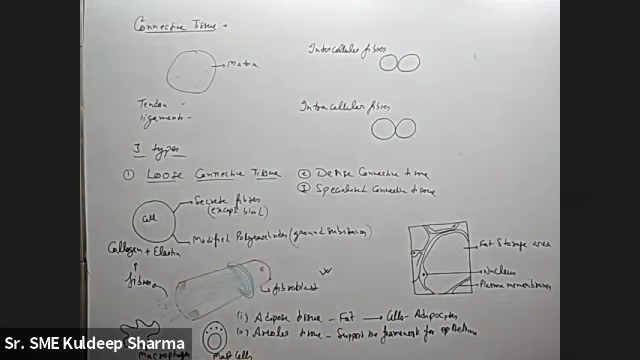 Connective Tissue -
Intercellular fibres
Matrix
Tendon -
ligaments -
Intracellular fibres
3 types
① Loose Connective Tissue
② Dense Connective tissue
③ Specialised Connective tissue
Cell
Secrete fibres
(except blood)
Modified Polysaccharides (ground substance)
Collagen + Elastin
fibres
fibroblast
Fat Storage area
Nucleus
Plasma membrane
(i) Adipose tissue - Fat → Cells - Adipocytes
(ii) Areolar tissue - Support the framework for epithelium
Macrophages
Mast Cells
Sr. SME Kuldeep Sharma